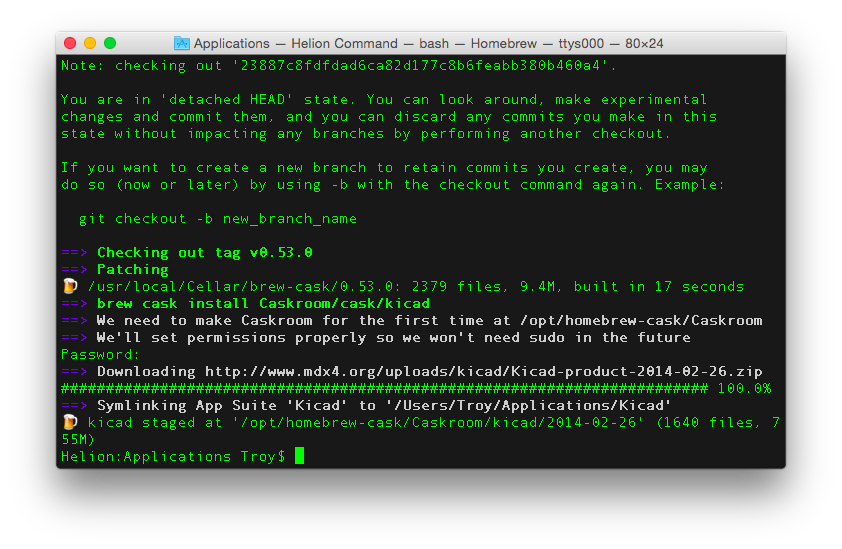 Applications — Helion Command — bash — Homebrew — ttys000 — 80×24
Note: checking out '23887c8fdfdad6ca82d177c8b6feabb380b460a4'.
You are in 'detached HEAD' state. You can look around, make experimental
changes and commit them, and you can discard any commits you make in this
state without impacting any branches by performing another checkout.
If you want to create a new branch to retain commits you create, you may
do so (now or later) by using -b with the checkout command again. Example:
git checkout -b new_branch_name
==> Checking out tag v0.53.0
==> Patching
🍺 /usr/local/Cellar/brew-cask/0.53.0: 2379 files, 9.4M, built in 17 seconds
==> brew cask install Caskroom/cask/kicad
==> We need to make Caskroom for the first time at /opt/homebrew-cask/Caskroom
==> We'll set permissions properly so we won't need sudo in the future
Password:
==> Downloading http://www.mdx4.org/uploads/kicad/Kicad-product-2014-02-26.zip
######################################################################## 100.0%
==> Symlinking App Suite 'Kicad' to '/Users/Troy/Applications/Kicad'
🍺 kicad staged at '/opt/homebrew-cask/Caskroom/kicad/2014-02-26' (1640 files, 7
55M)
Helion:Applications Troy$